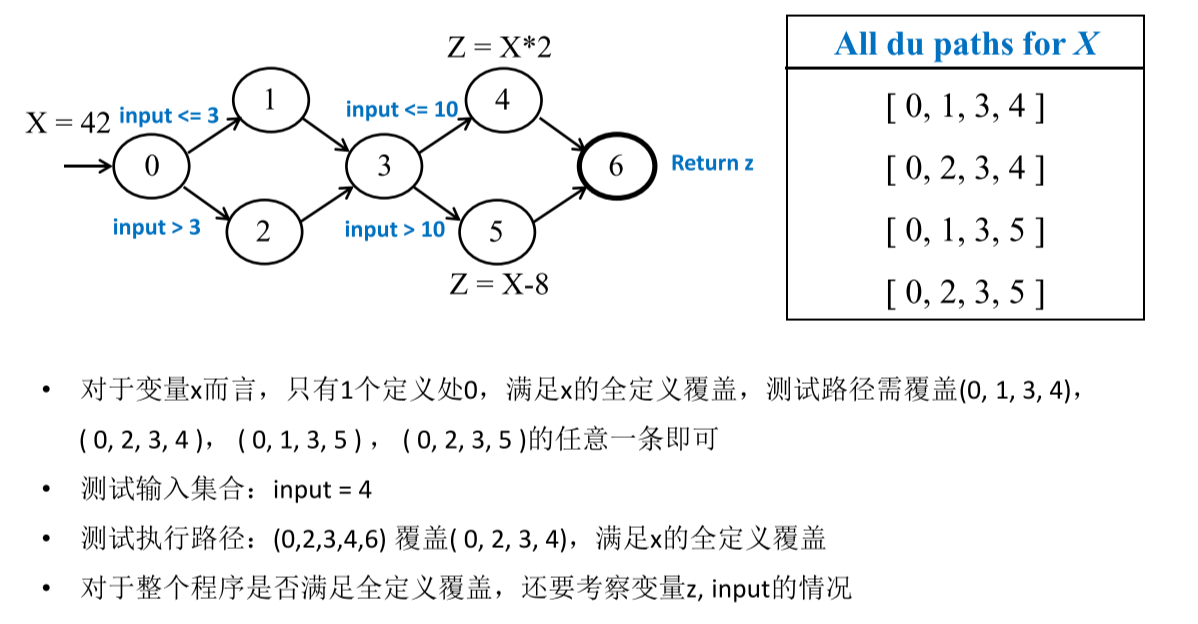 Z = X*2
All du paths for X
X = 42
input <= 3
1
input <= 10
4
[ 0, 1, 3, 4 ]
0
3
6
Return z
[ 0, 2, 3, 4 ]
input > 3
2
input > 10
5
[ 0, 1, 3, 5 ]
Z = X-8
[ 0, 2, 3, 5 ]
• 对于变量x而言，只有1个定义处0，满足x的全定义覆盖，测试路径需覆盖(0, 1, 3, 4)，
( 0, 2, 3, 4 )， ( 0, 1, 3, 5 ) ， ( 0, 2, 3, 5 )的任意一条即可
• 测试输入集合：input = 4
• 测试执行路径：(0,2,3,4,6) 覆盖( 0, 2, 3, 4)，满足x的全定义覆盖
• 对于整个程序是否满足全定义覆盖，还要考察变量z, input的情况